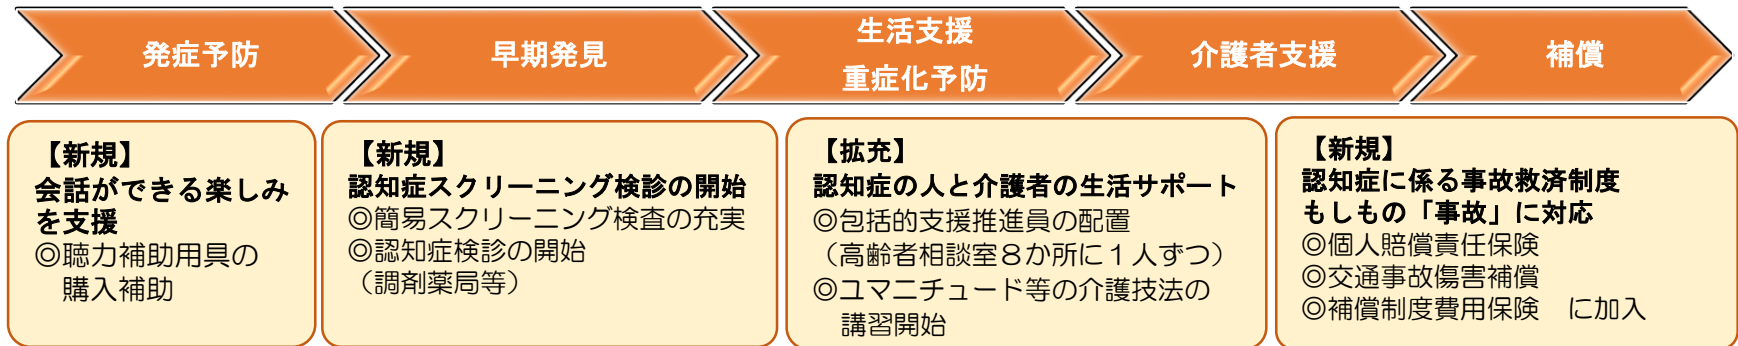 発症予防
早期発見
生活支援
重症化予防
介護者支援
補償
【新規】
会話ができる楽しみ
を支援
◎聴力補助用具の
購入補助
【新規】
認知症スクリーニング検診の開始
◎簡易スクリーニング検査の充実
◎認知症検診の開始
（調剤薬局等）
【拡充】
認知症の人と介護者の生活サポート
◎包括的支援推進員の配置
（高齢者相談室８か所に１人ずつ）
◎ユマニチュード等の介護技法の
講習開始
【新規】
認知症に係る事故救済制度
もしもの「事故」に対応
◎個人賠償責任保険
◎交通事故傷害補償
◎補償制度費用保険　に加入